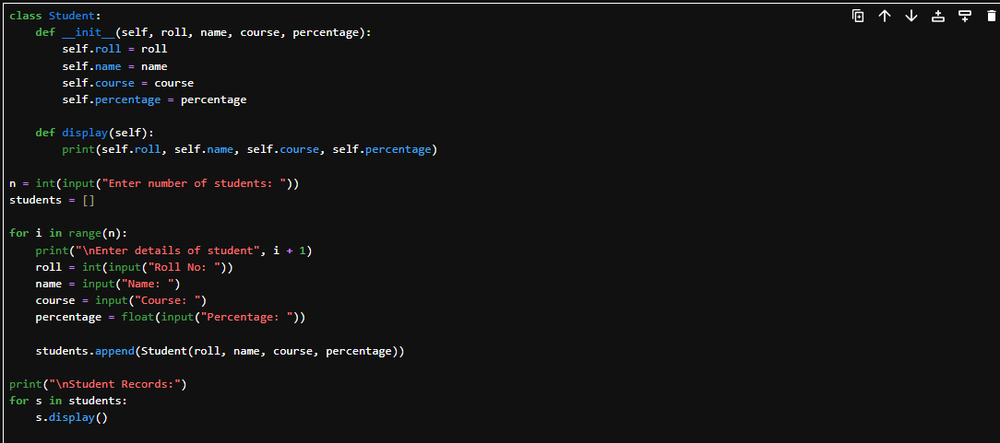 class Student:
    def __init__(self, roll, name, course, percentage):
        self.roll = roll
        self.name = name
        self.course = course
        self.percentage = percentage

    def display(self):
        print(self.roll, self.name, self.course, self.percentage)

n = int(input("Enter number of students: "))
students = []

for i in range(n):
    print("\nEnter details of student", i + 1)
    roll = int(input("Roll No: "))
    name = input("Name: ")
    course = input("Course: ")
    percentage = float(input("Percentage: "))

    students.append(Student(roll, name, course, percentage))

print("\nStudent Records:")
for s in students:
    s.display()